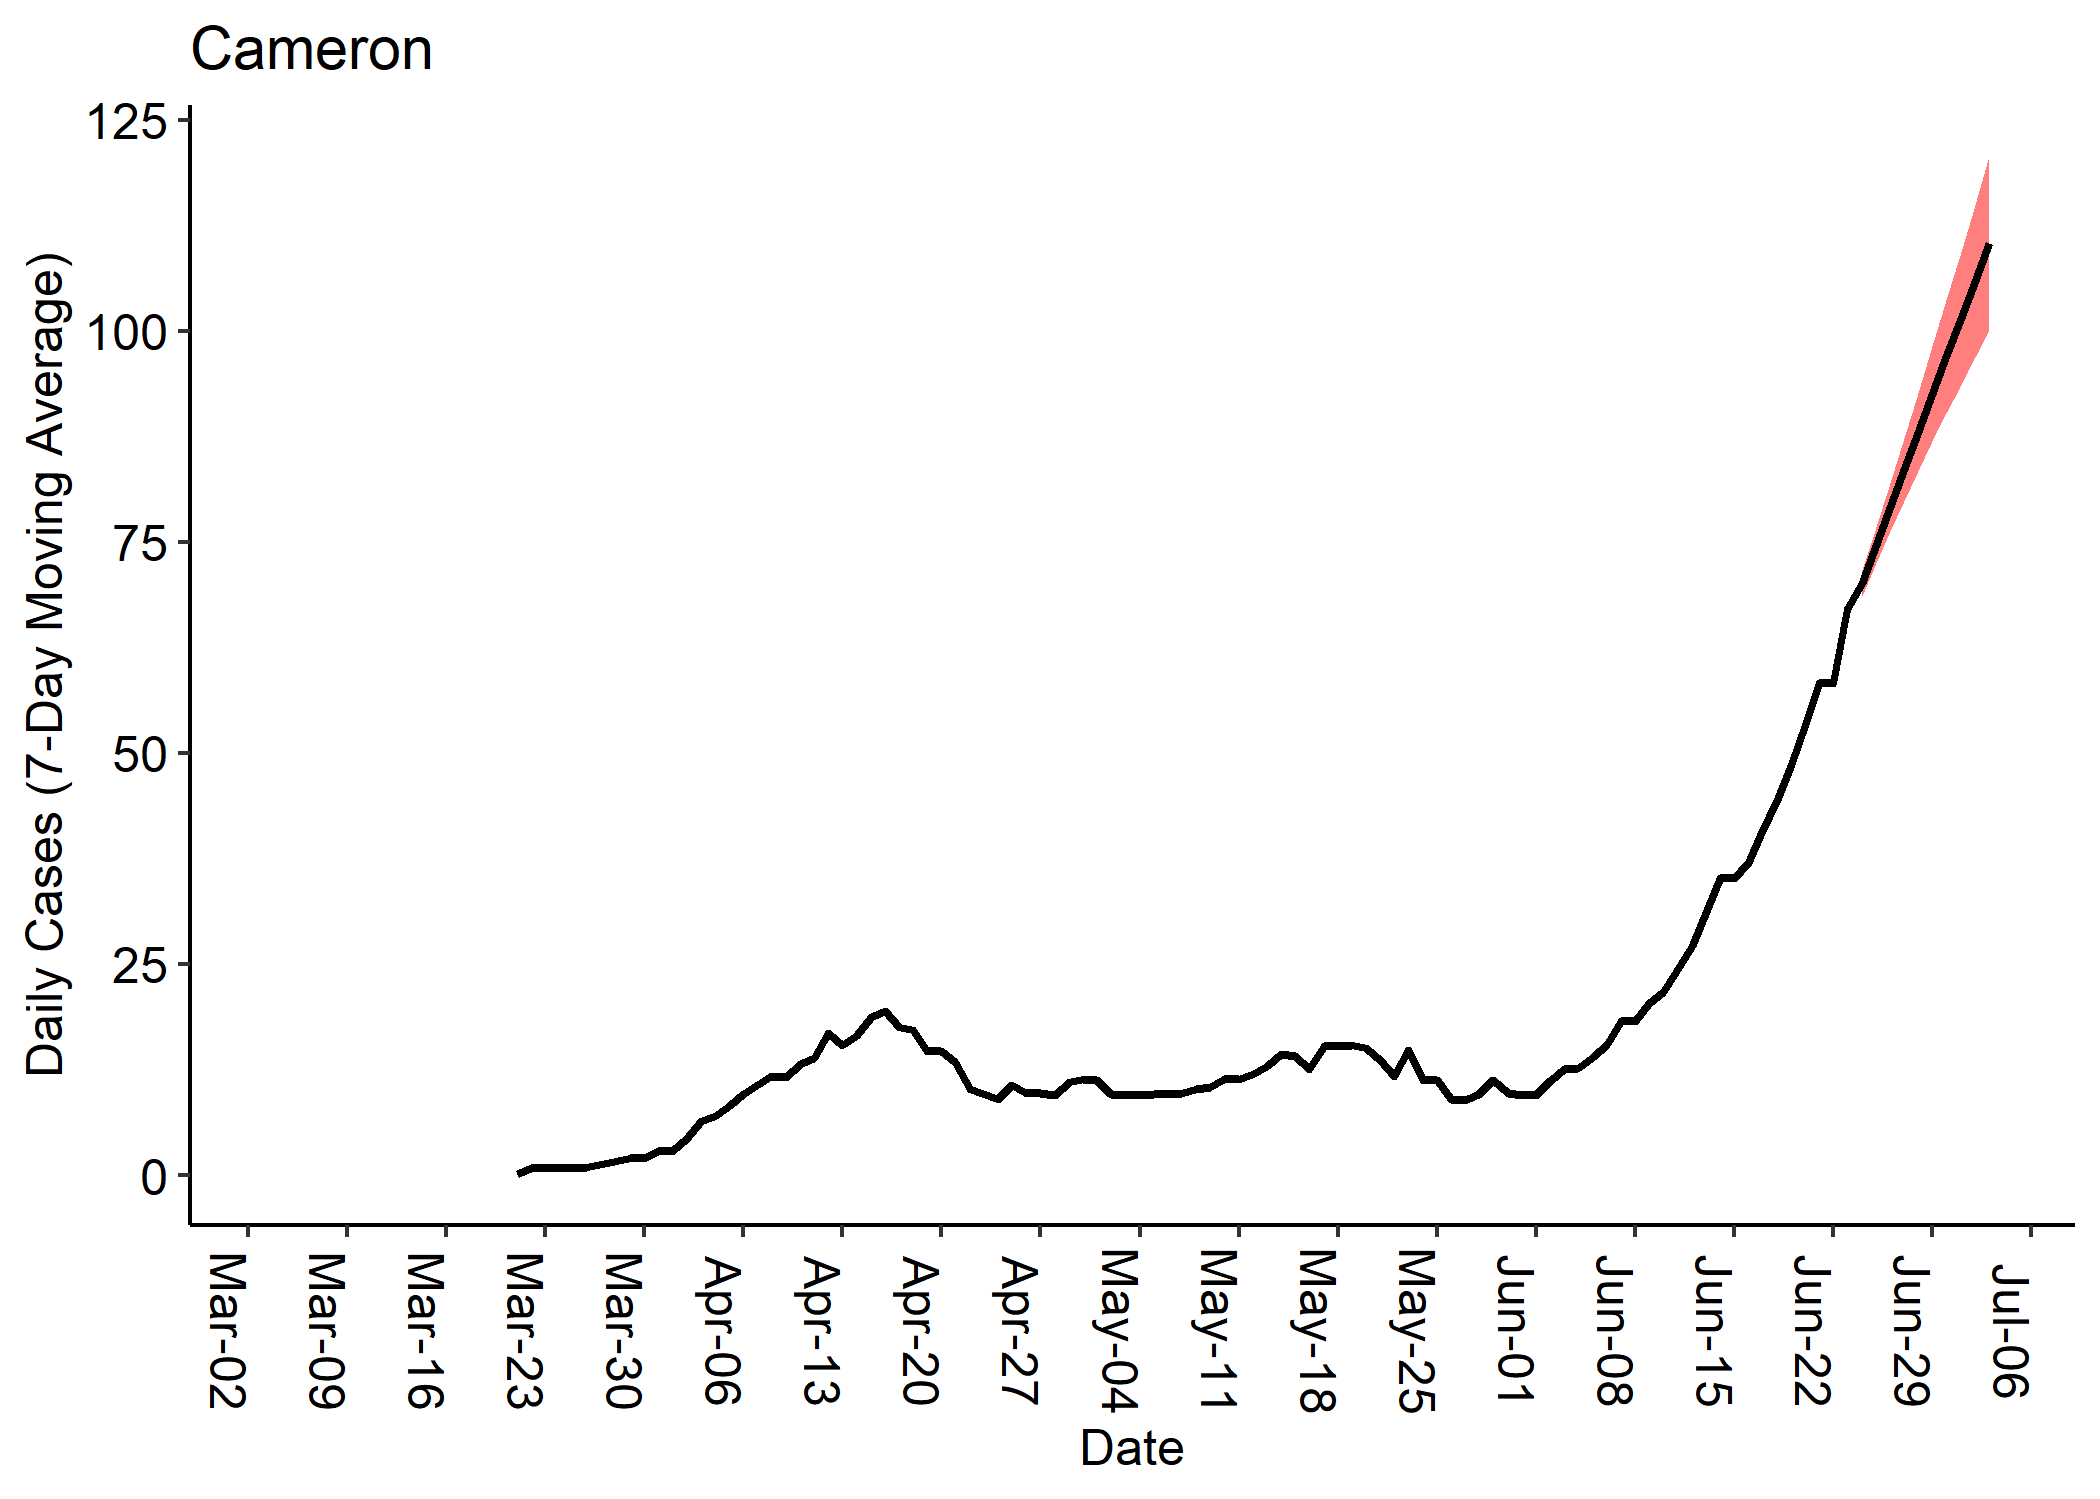 Cameron
Daily Cases (7-Day Moving Average)
125
100
75
50
25
0
Mar-02
Mar-09
Mar-16
Mar-23
Mar-30
Apr-06
Apr-13
Apr-20
Apr-27
May-04
May-11
May-18
May-25
Jun-01
Jun-08
Jun-15
Jun-22
Jun-29
Jul-06
Date